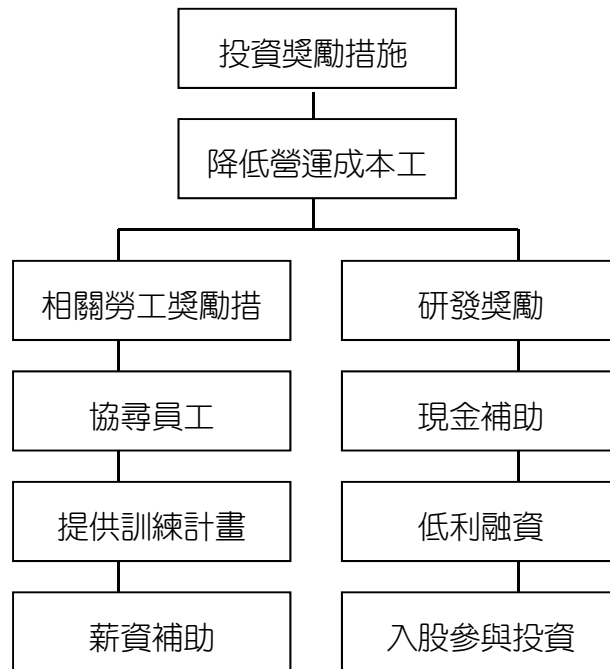 投資獎勵措施
降低營運成本工
相關勞工獎勵措
研發獎勵
協尋員工
現金補助
提供訓練計畫
低利融資
薪資補助
入股參與投資